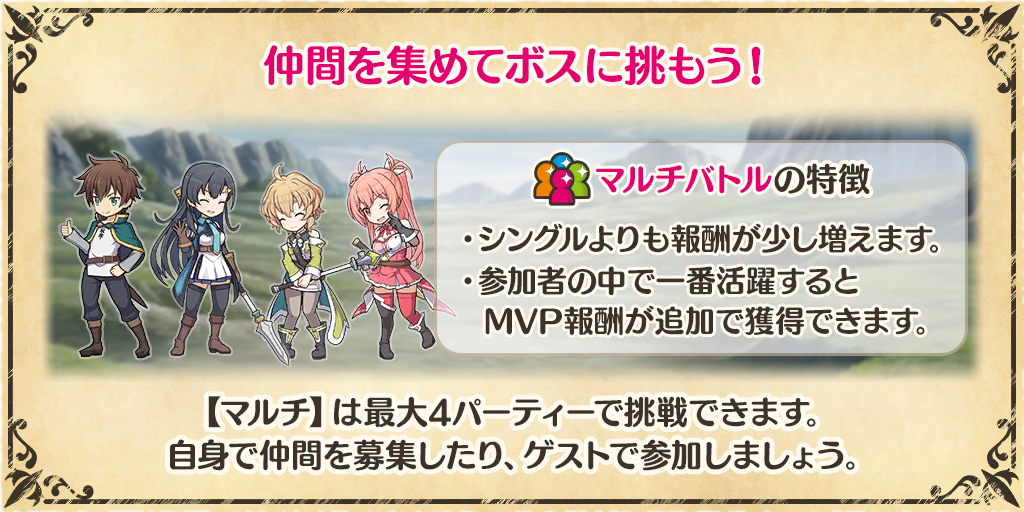 仲間を集めてボスに挑もう!
マルチバトルの特徴
・シングルよりも報酬が少し増えます。
・参加者の中で一番活躍すると
MVP報酬が追加で獲得できます。
【マルチ】は最大4パーティーで挑戦できます。
自身で仲間を募集したり、ゲストで参加しましょう。